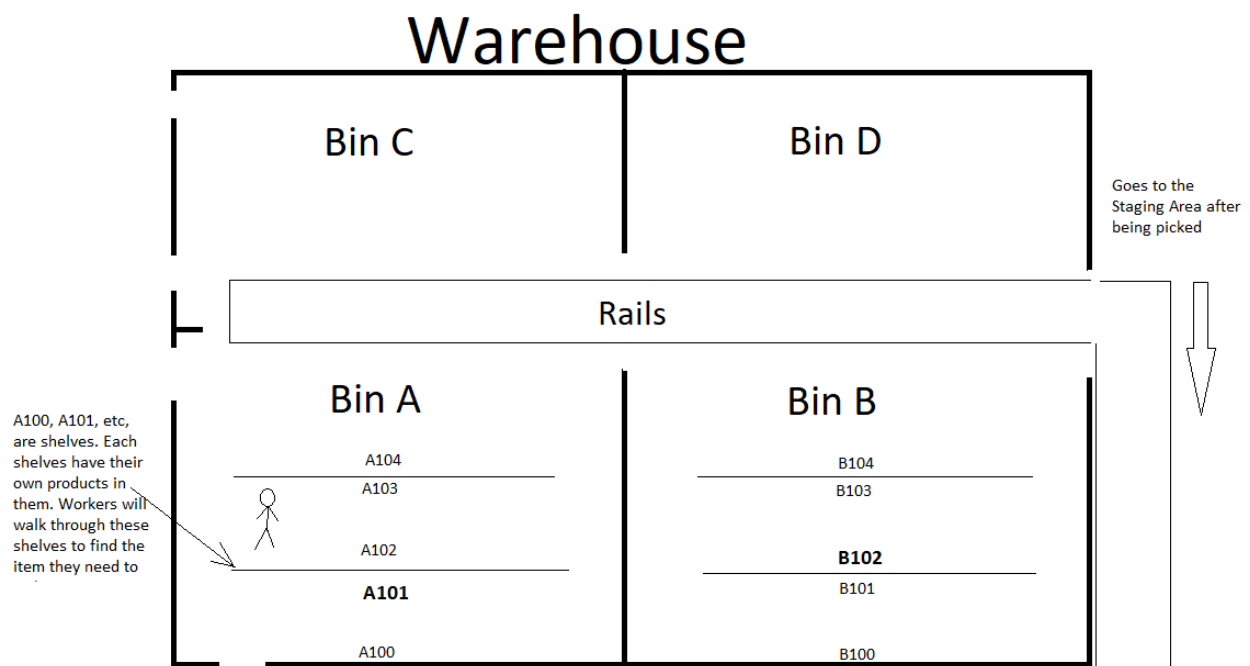 Warehouse
Bin C
Bin D
Goes to the
Staging Area after
being picked
Rails
Bin A
Bin B
A100, A101, etc,
are shelves. Each
shelves have their
own products in
them. Workers will
walk through these
shelves to find the
item they need to
A104
A103
A102
A101
A100
B104
B103
B102
B101
B100